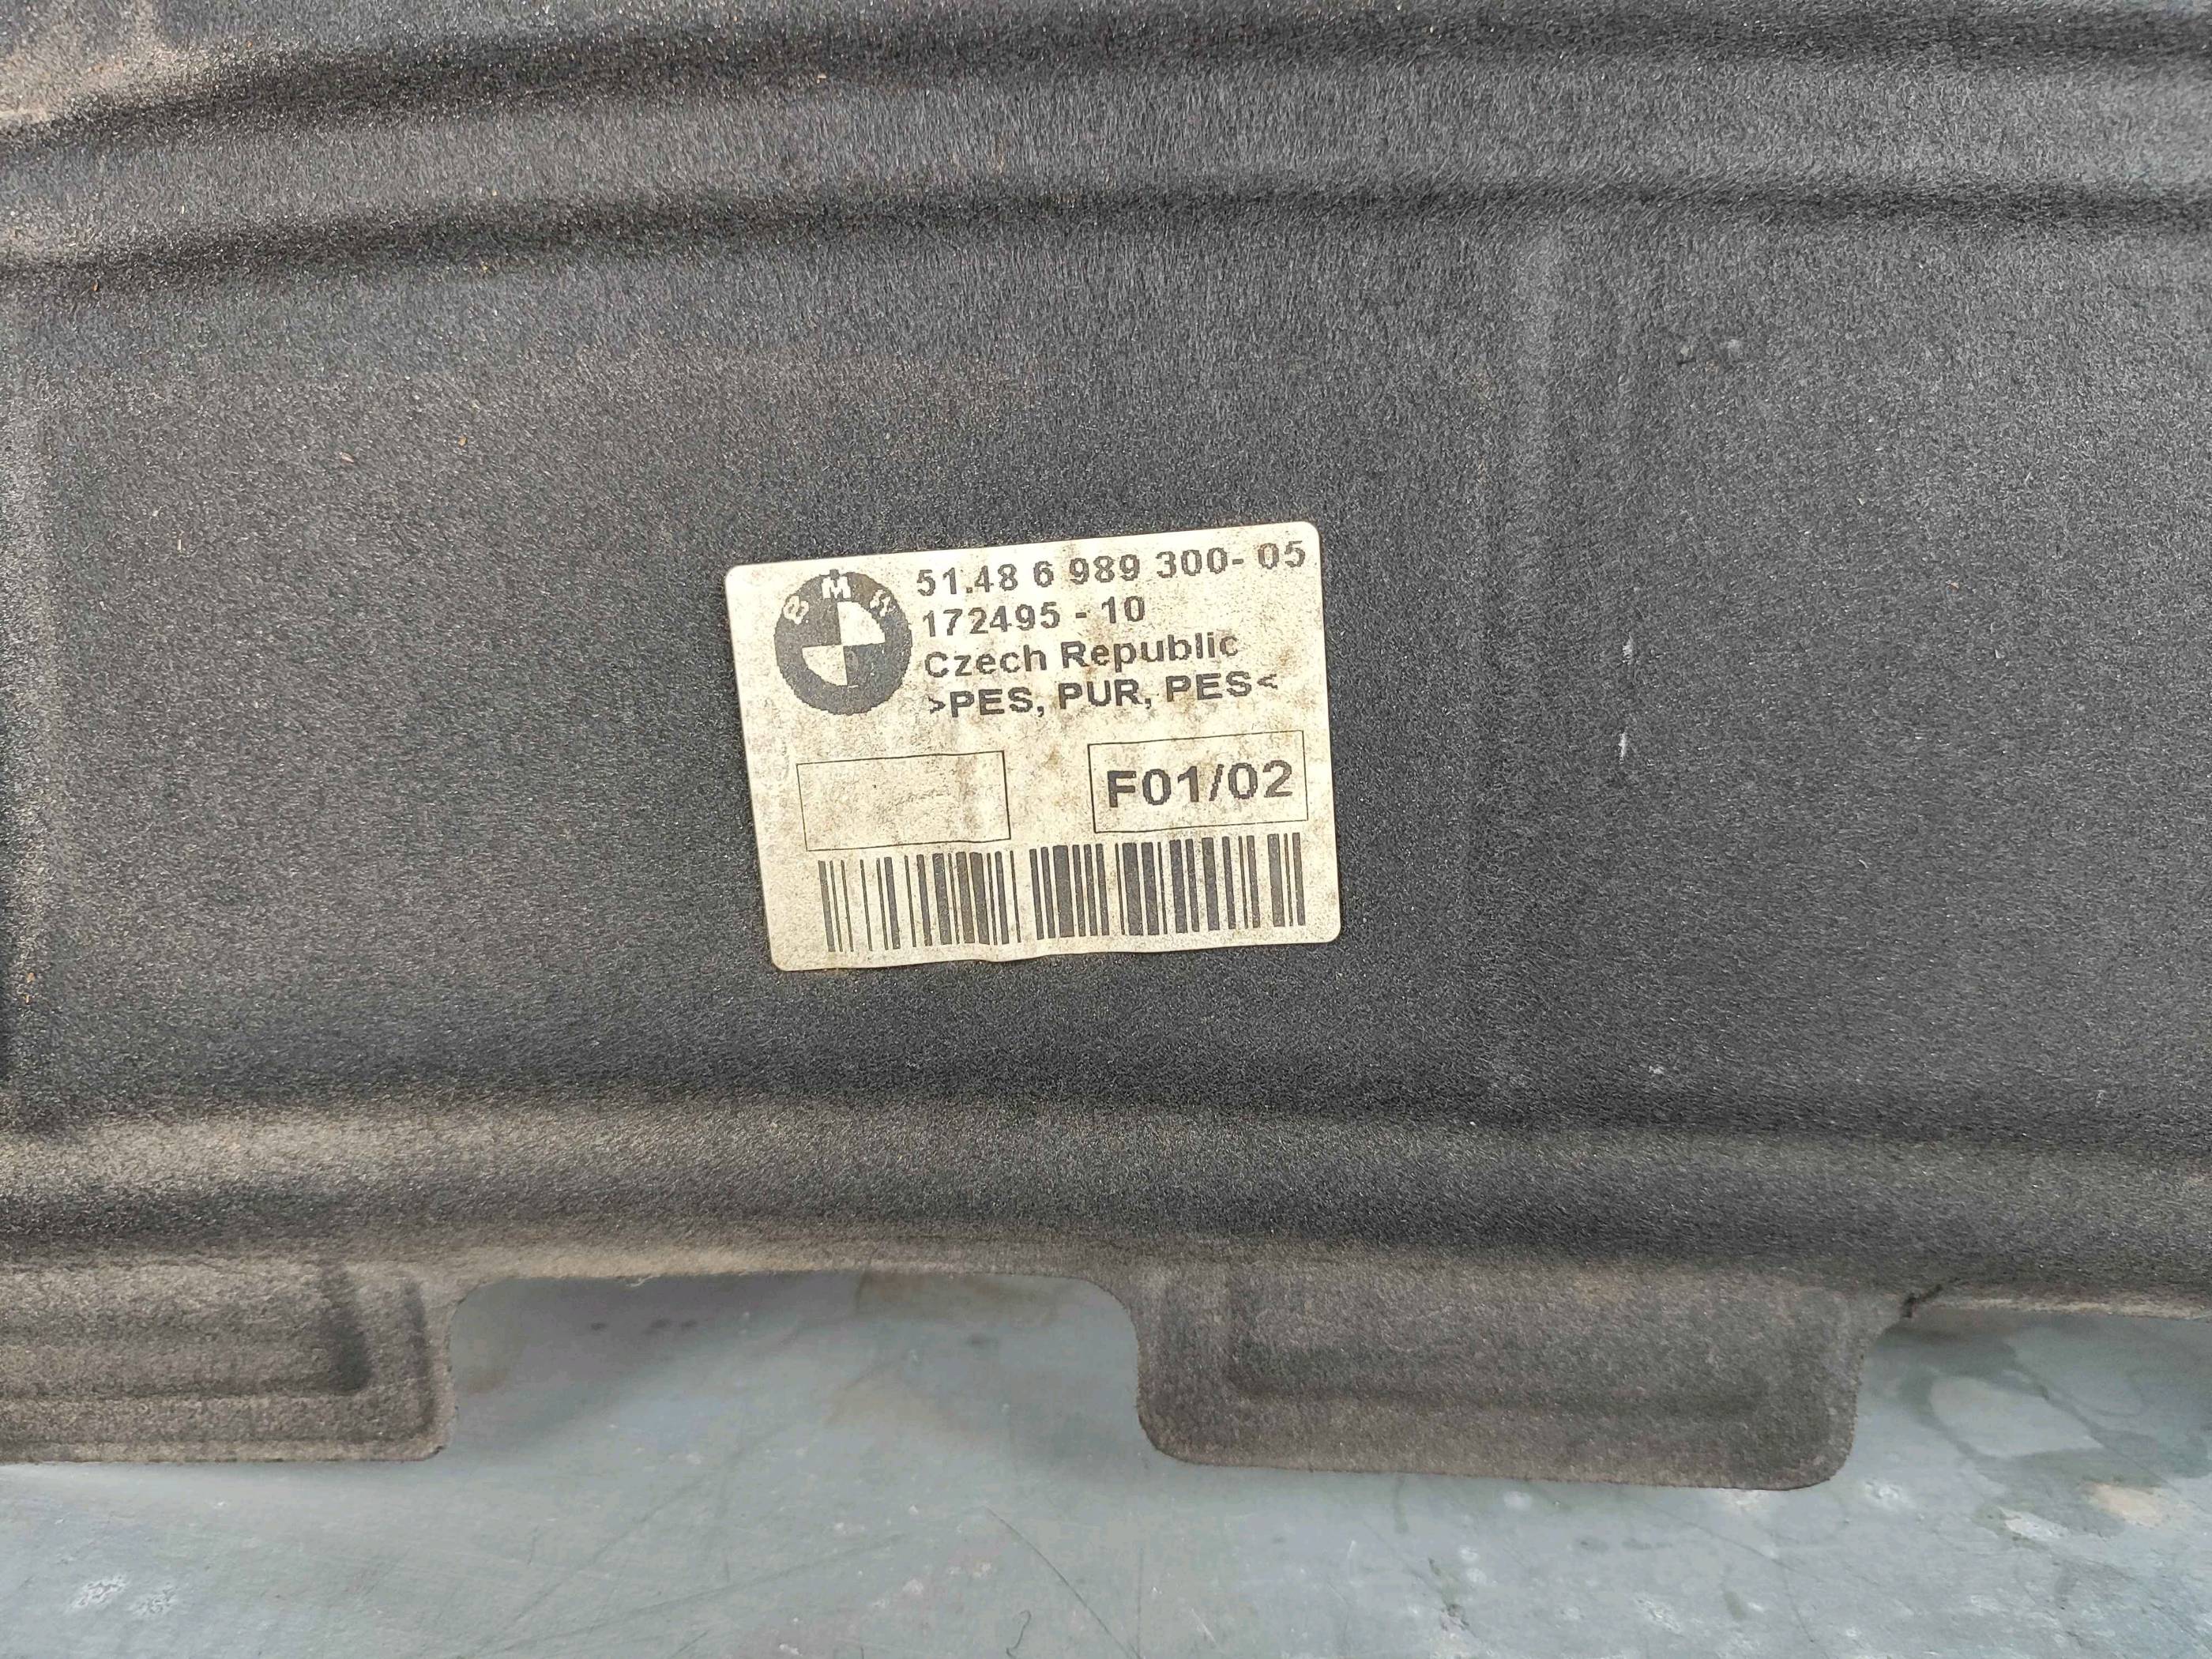 BMW
51.48 6 989 300- 05
172495 - 10
Czech Republic
>PES, PUR, PES<
F01/02